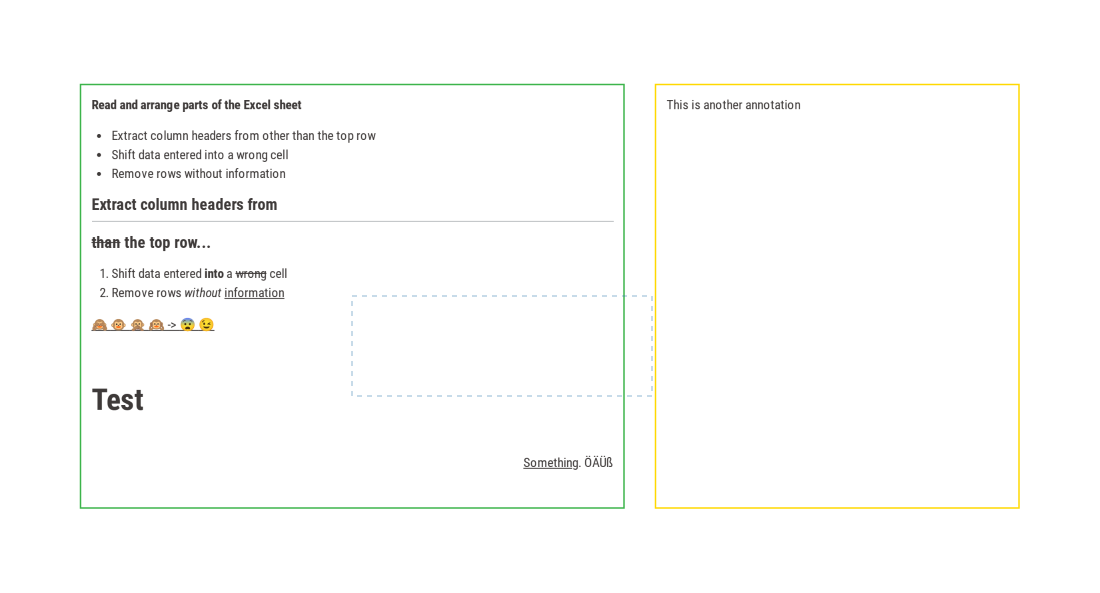 Read and arrange parts of the Excel sheet
• Extract column headers from other than the top row
• Shift data entered into a wrong cell
• Remove rows without information
Extract column headers from
than the top row...
1. Shift data entered into a wrong cell
2. Remove rows without information
🙈 🐵 🙊 🙈 -> 😨 😉
Test
Something. ÖÄÜß
This is another annotation